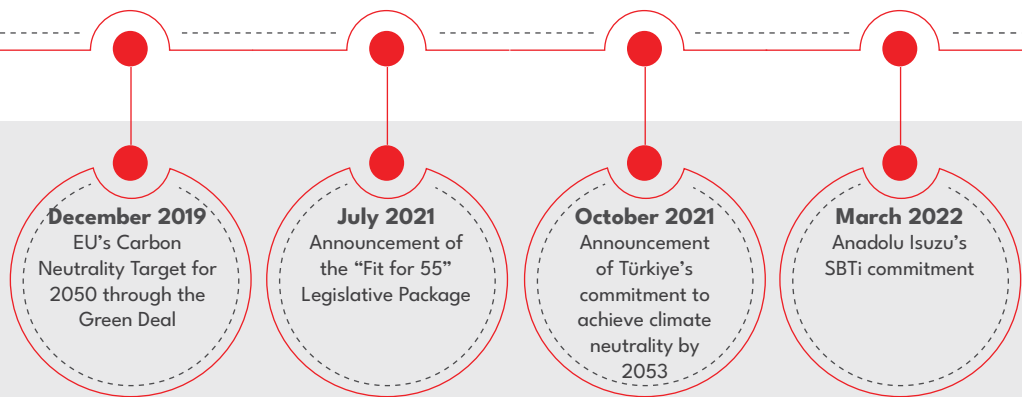 December 2019
EU's Carbon
Neutrality Target for
2050 through the
Green Deal
July 2021
Announcement of
the “Fit for 55”
Legislative Package
October 2021
Announcement
of Türkiye's
commitment to
achieve climate
neutrality by
2053
March 2022
Anadolu Isuzu's
SBTi commitment